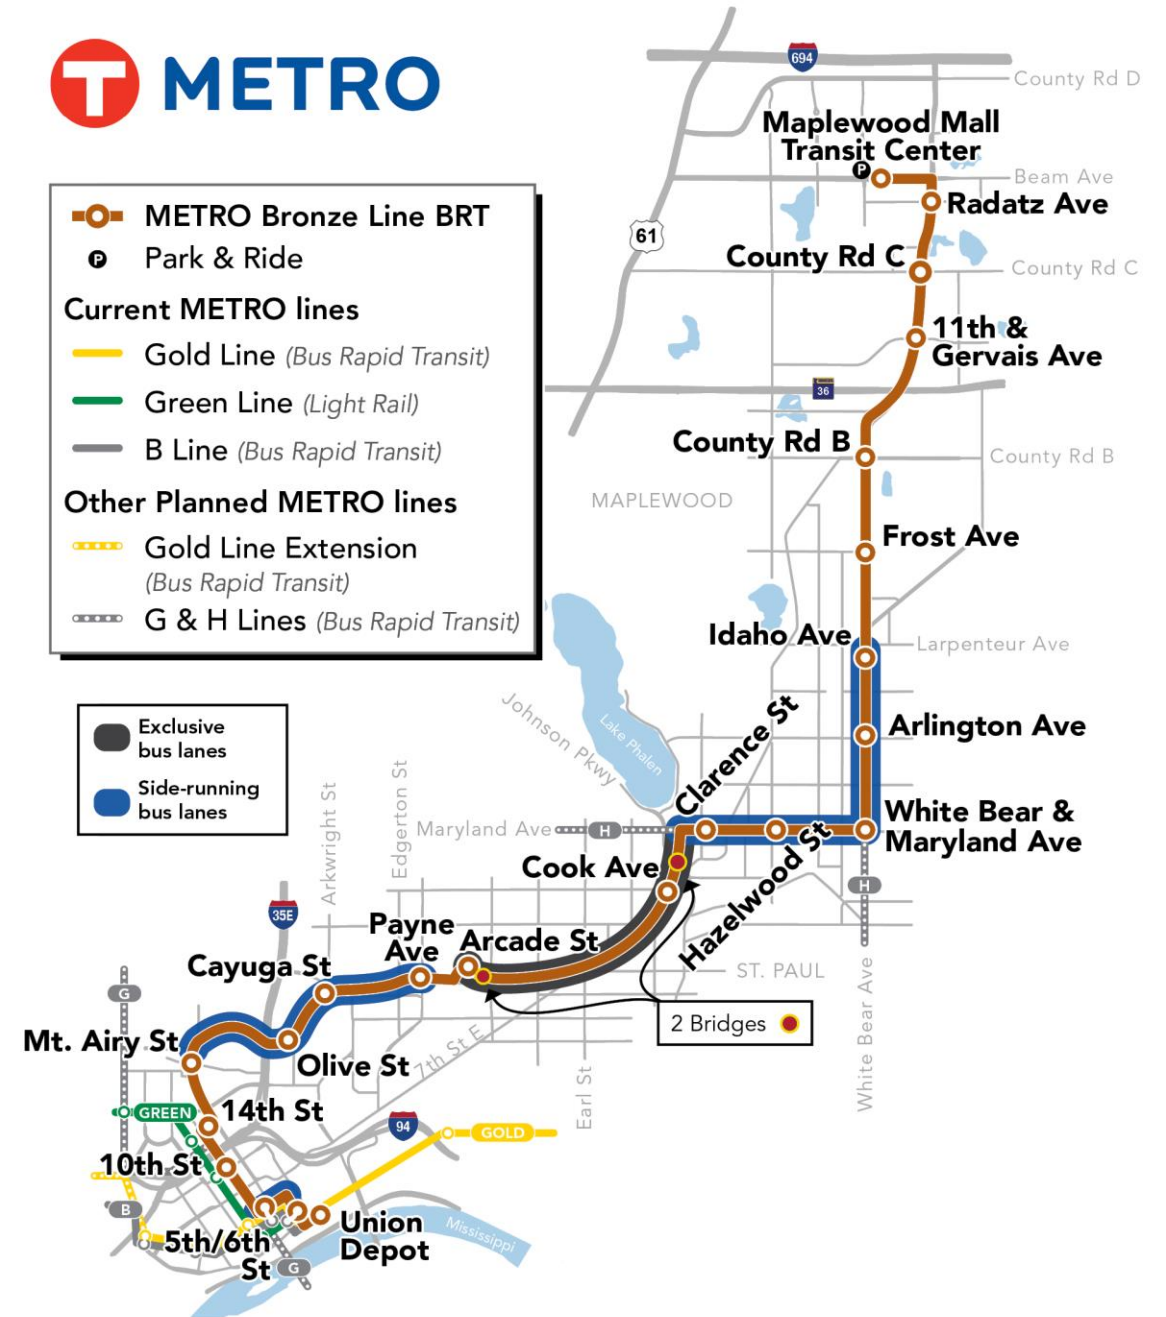 T METRO
METRO Bronze Line BRT
P Park & Ride
Current METRO lines
Gold Line (Bus Rapid Transit)
Green Line (Light Rail)
B Line (Bus Rapid Transit)
Other Planned METRO lines
Gold Line Extension
(Bus Rapid Transit)
G & H Lines (Bus Rapid Transit)
Exclusive
bus lanes
Side-running
bus lanes
694
County Rd D
Maplewood Mall
Transit Center
P
Beam Ave
Radatz Ave
61
County Rd C
County Rd C
11th &
Gervais Ave
36
County Rd B
County Rd B
MAPLEWOOD
Frost Ave
Idaho Ave
Larpenteur Ave
Johnson Pkwy
Lake Phalen
Clarence St
Arlington Ave
White Bear &
Maryland Ave
Maryland Ave
H
Hazelwood St
Cook Ave
H
Arkwright St
Edgerton St
35E
Payne
Ave
Arcade St
Cayuga St
ST. PAUL
G
2 Bridges
White Bear Ave
Mt. Airy St
Olive St
7th St E
Earl St
GREEN
14th St
94
GOLD
10th St
B
5th/6th
St
Union
Depot
Mississippi
G